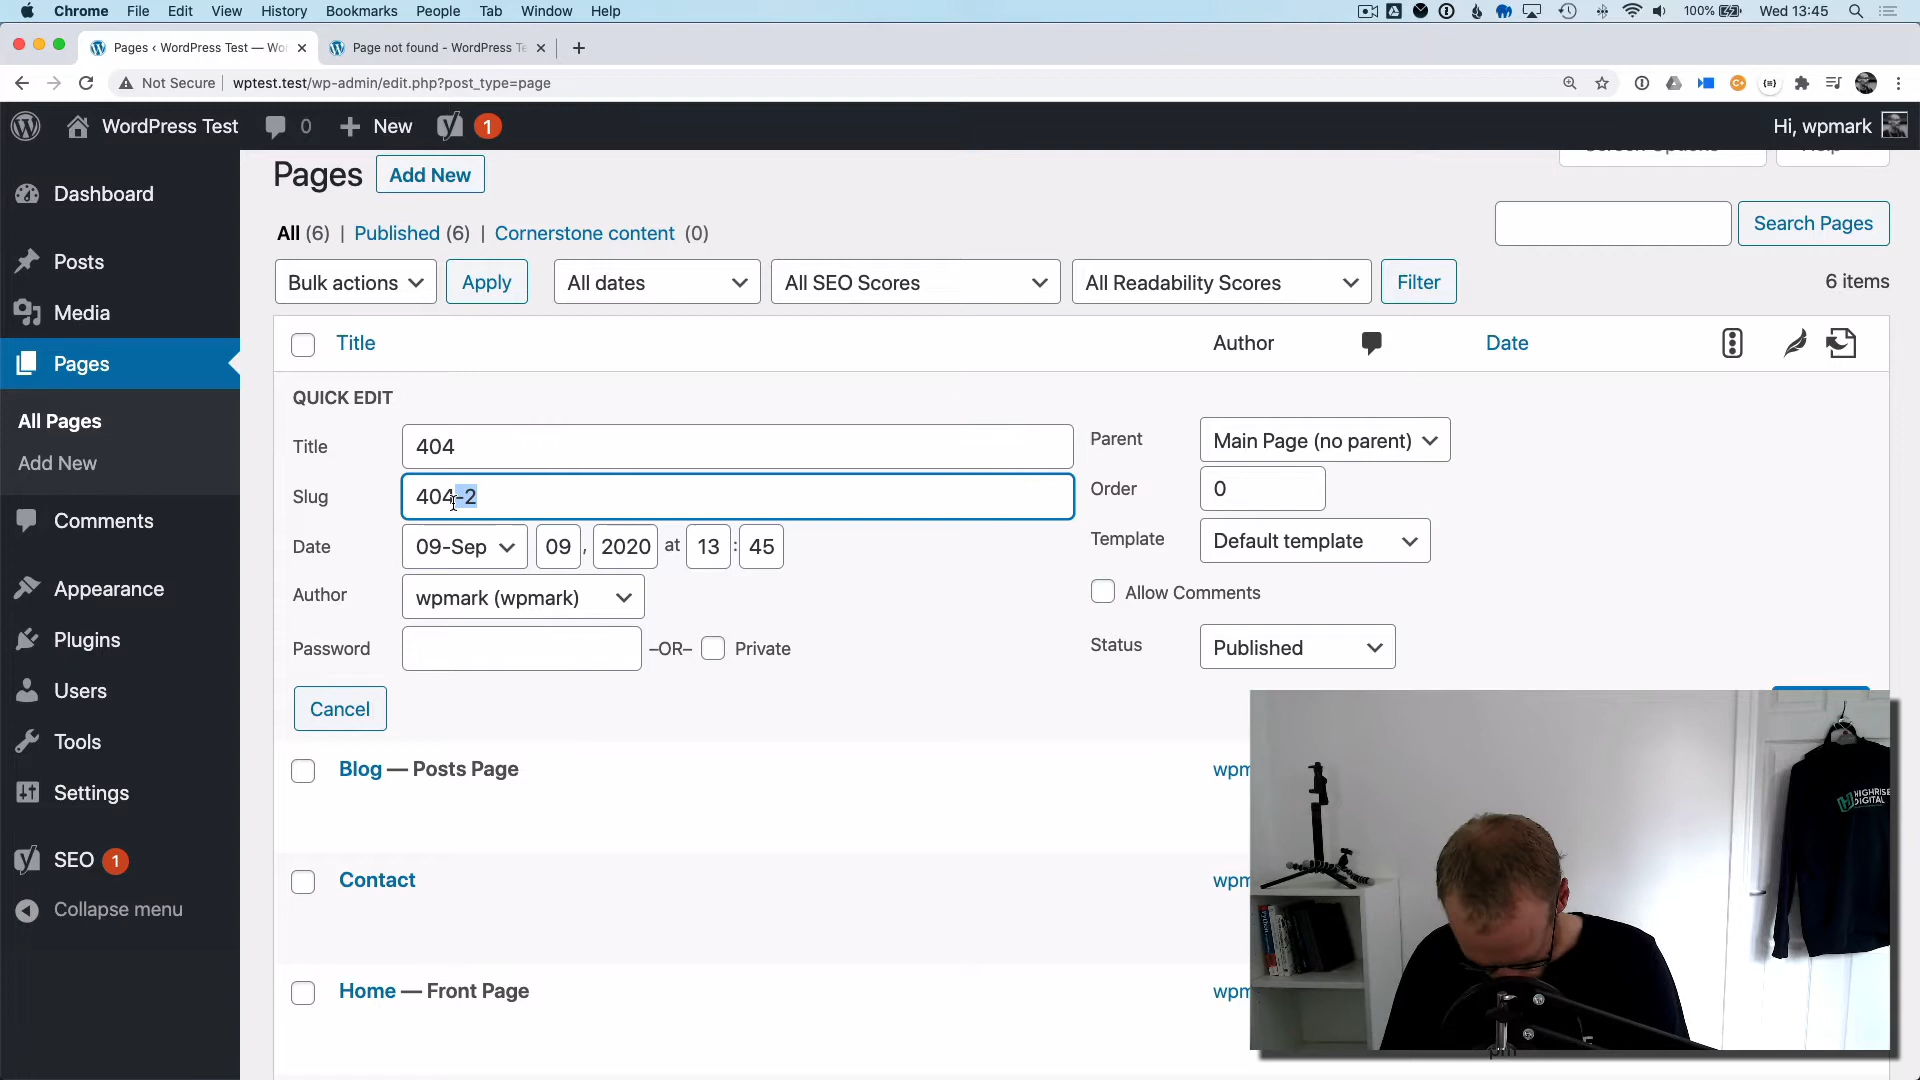 Chrome File Edit View History Bookmarks People Tab Window Help 100% Wed 13:45
Pages ‹ WordPress Test — Wo
Page not found - WordPress Te
Not Secure wptest.test/wp-admin/edit.php?post_type=page
WordPress Test 0 New 1 Hi, wpmark
Dashboard
Posts
Media
Pages
All Pages
Add New
Comments
Appearance
Plugins
Users
Tools
Settings
SEO 1
Collapse menu
Pages Add New
All (6) | Published (6) | Cornerstone content (0)
Search Pages
Bulk actions Apply All dates All SEO Scores All Readability Scores Filter 6 items
Title Author Date
QUICK EDIT
Title 404
Slug 404-2
Date 09-Sep 09 , 2020 at 13 : 45
Author wpmark (wpmark)
Password –OR– Private
Parent Main Page (no parent)
Order 0
Template Default template
Allow Comments
Status Published
Cancel
Blog — Posts Page wpm
Contact wpm
Home — Front Page wpm
HIGHRISE
DIGITAL
pm